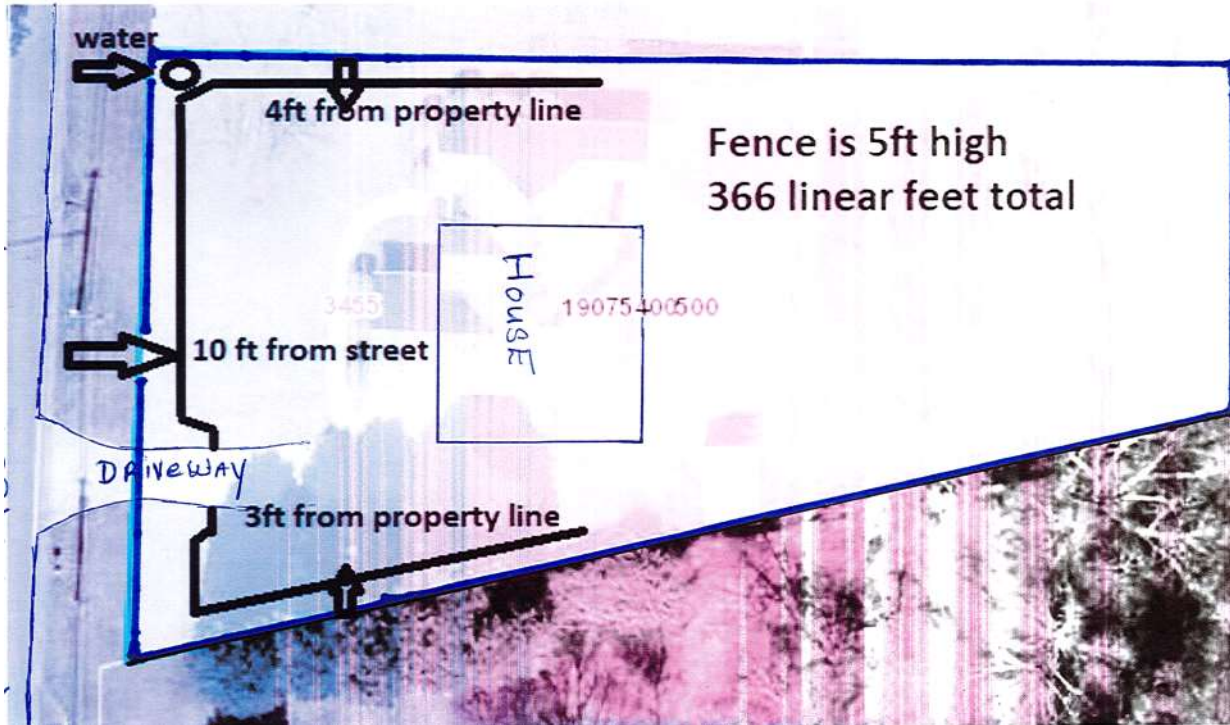 water
4ft from property line
Fence is 5ft high
366 linear feet total
HousE
3455
19075400500
10 ft from street
DRIVEWAY
3ft from property line